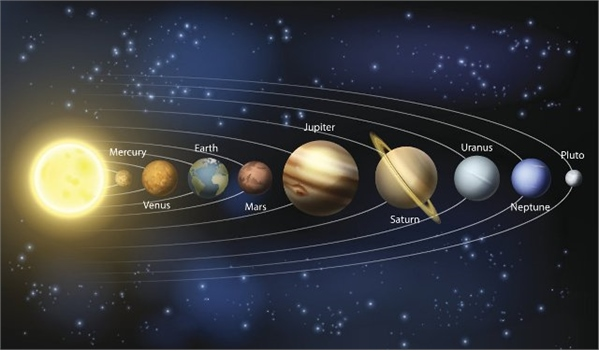 Mercury
Venus
Earth
Mars
Jupiter
Saturn
Uranus
Neptune
Pluto